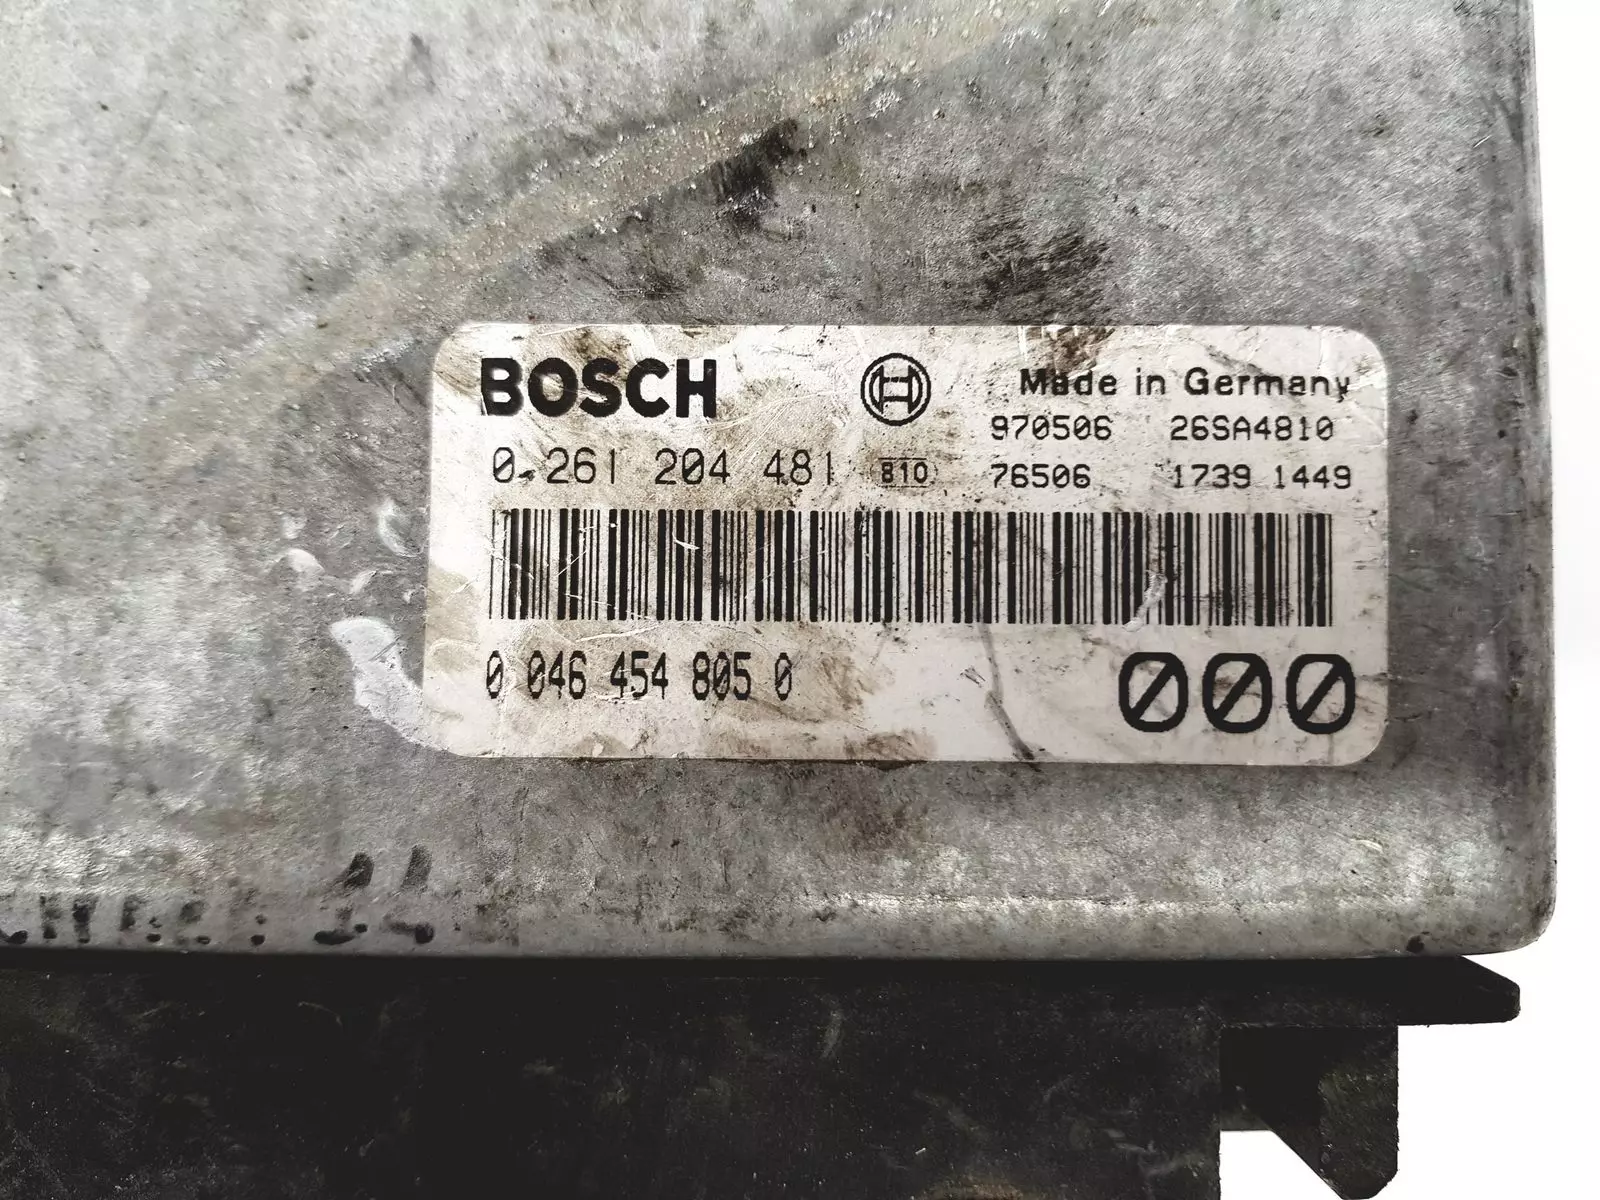 BOSCH
Made in Germany
970506 26SA4810
0 261 204 481 810 76506 1739 1449
0 046 454 805 0 000